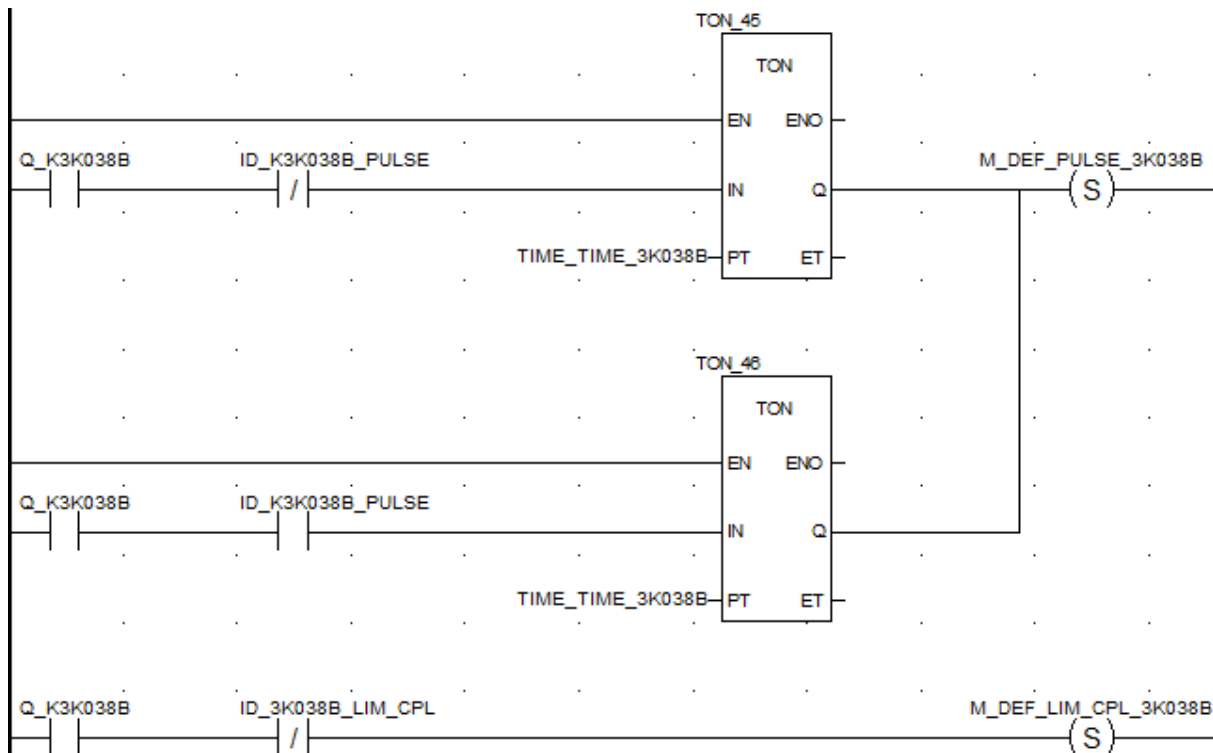 TON_45
TON
EN ENO
Q_K3K038B ID_K3K038B_PULSE M_DEF_PULSE_3K038B
/ IN Q S
TIME_TIME_3K038B PT ET
TON_46
TON
EN ENO
Q_K3K038B ID_K3K038B_PULSE
IN Q
TIME_TIME_3K038B PT ET
Q_K3K038B ID_3K038B_LIM_CPL M_DEF_LIM_CPL_3K038B
/ S